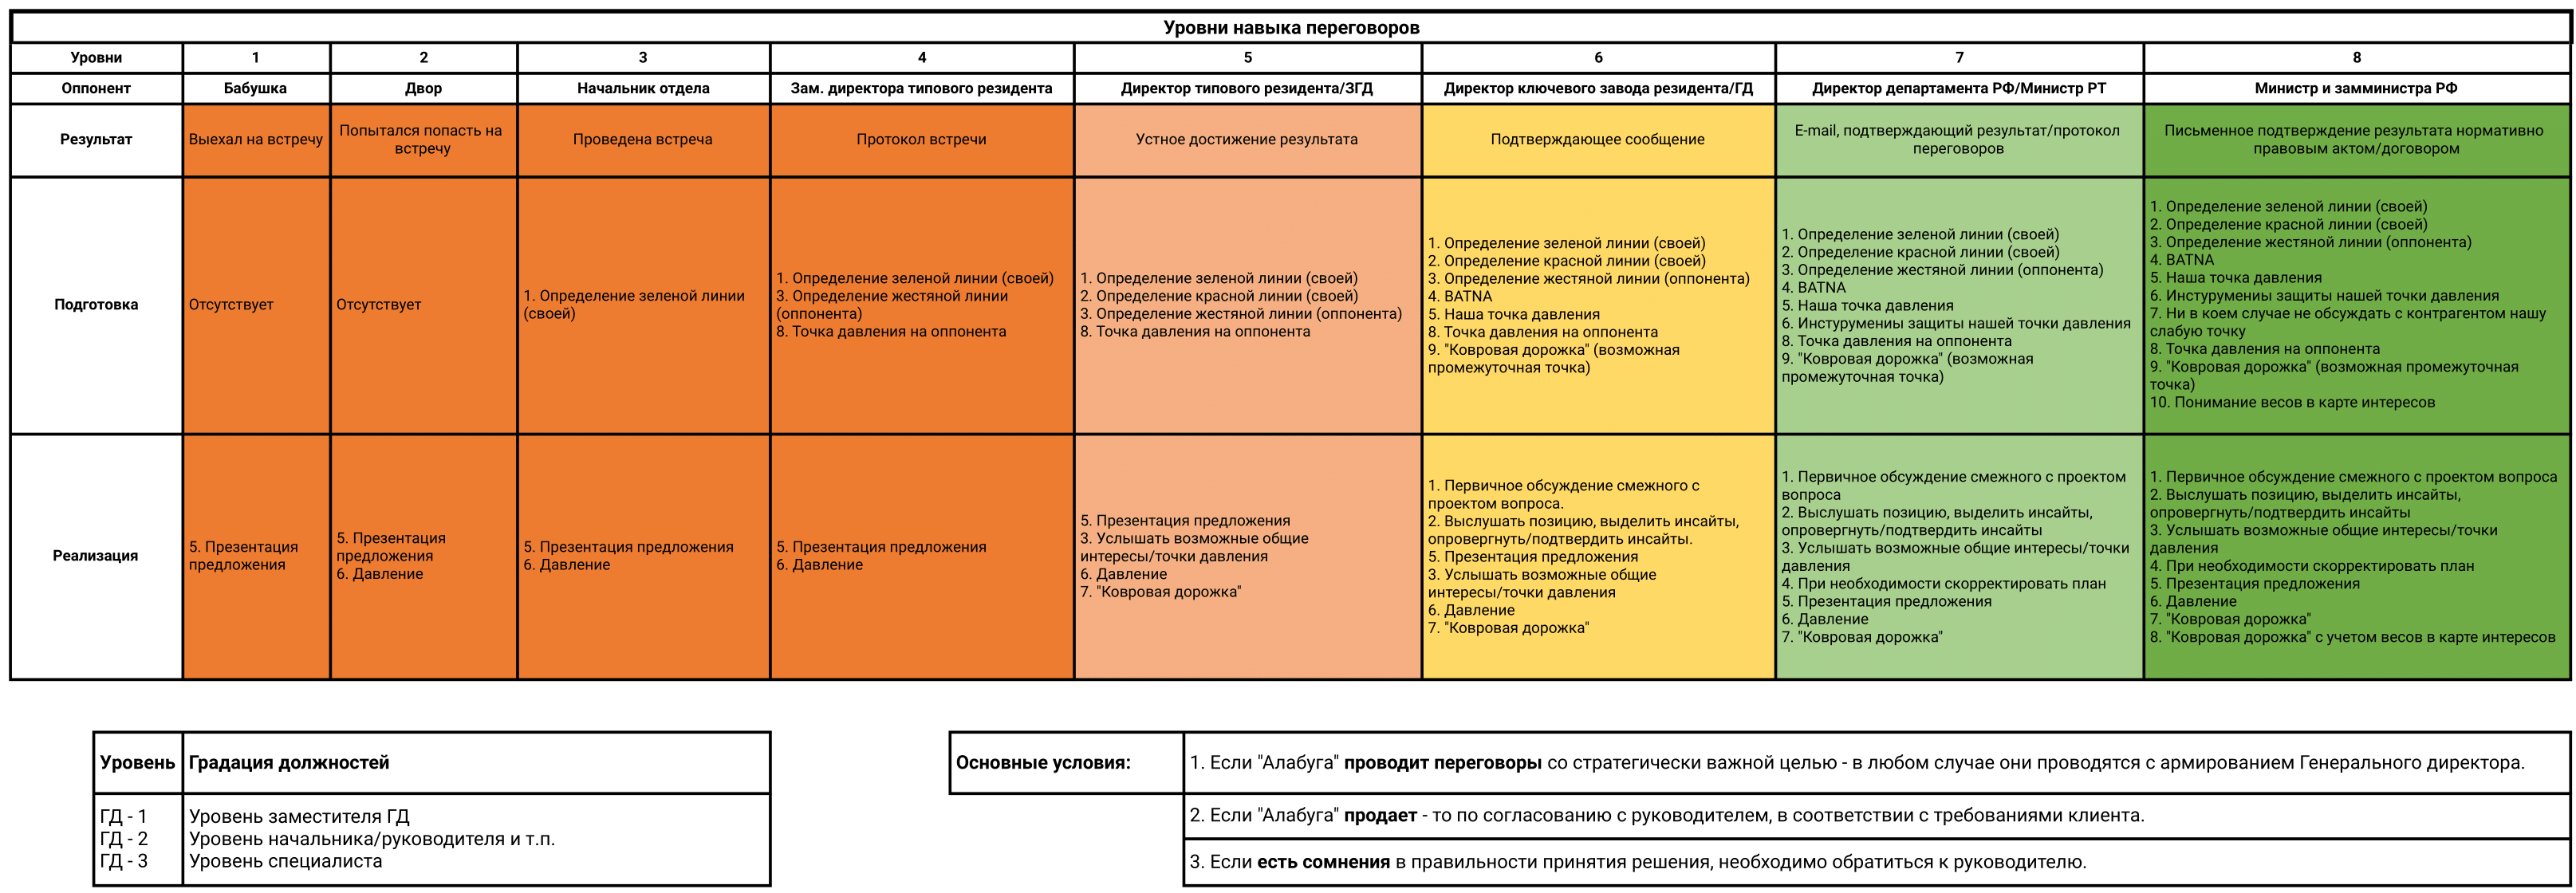 Уровни навыка переговоров
Уровни
1
2
3
4
5
6
7
8
Оппонент
Бабушка
Двор
Начальник отдела
Зам. директора типового резидента
Директор типового резидента/ЗГД
Директор ключевого завода резидента/ГД
Директор департамента РФ/Министр РТ
Министр и замминистра РФ
Результат
Выехал на встречу
Попытался попасть на
встречу
Проведена встреча
Протокол встречи
Устное достижение результата
Подтверждающее сообщение
E-mail, подтверждающий результат/протокол
переговоров
Письменное подтверждение результата нормативно
правовым актом/договором
Подготовка
Отсутствует
Отсутствует
1. Определение зеленой линии
(своей)
1. Определение зеленой линии (своей)
3. Определение жестяной линии
(оппонента)
8. Точка давления на оппонента
1. Определение зеленой линии (своей)
2. Определение красной линии (своей)
3. Определение жестяной линии (оппонента)
8. Точка давления на оппонента
1. Определение зеленой линии (своей)
2. Определение красной линии (своей)
3. Определение жестяной линии (оппонента)
4. BATNA
5. Наша точка давления
8. Точка давления на оппонента
9. "Ковровая дорожка" (возможная
промежуточная точка)
1. Определение зеленой линии (своей)
2. Определение красной линии (своей)
3. Определение жестяной линии (оппонента)
4. BATNA
5. Наша точка давления
6. Инстурумениы защиты нашей точки давления
8. Точка давления на оппонента
9. "Ковровая дорожка" (возможная
промежуточная точка)
1. Определение зеленой линии (своей)
2. Определение красной линии (своей)
3. Определение жестяной линии (оппонента)
4. BATNA
5. Наша точка давления
6. Инстурумениы защиты нашей точки давления
7. Ни в коем случае не обсуждать с контрагентом нашу
слабую точку
8. Точка давления на оппонента
9. "Ковровая дорожка" (возможная промежуточная
точка)
10. Понимание весов в карте интересов
Реализация
5. Презентация
предложения
5. Презентация
предложения
6. Давление
5. Презентация предложения
6. Давление
5. Презентация предложения
6. Давление
5. Презентация предложения
3. Услышать возможные общие
интересы/точки давления
6. Давление
7. "Ковровая дорожка"
1. Первичное обсуждение смежного с
проектом вопроса.
2. Выслушать позицию, выделить инсайты,
опровергнуть/подтвердить инсайты.
5. Презентация предложения
3. Услышать возможные общие
интересы/точки давления
6. Давление
7. "Ковровая дорожка"
1. Первичное обсуждение смежного с проектом
вопроса
2. Выслушать позицию, выделить инсайты,
опровергнуть/подтвердить инсайты
3. Услышать возможные общие интересы/точки
давления
4. При необходимости скорректировать план
5. Презентация предложения
6. Давление
7. "Ковровая дорожка"
1. Первичное обсуждение смежного с проектом вопроса
2. Выслушать позицию, выделить инсайты,
опровергнуть/подтвердить инсайты
3. Услышать возможные общие интересы/точки
давления
4. При необходимости скорректировать план
5. Презентация предложения
6. Давление
7. "Ковровая дорожка"
8. "Ковровая дорожка" с учетом весов в карте интересов
Уровень
Градация должностей
ГД - 1
Уровень заместителя ГД
ГД - 2
Уровень начальника/руководителя и т.п.
ГД - 3
Уровень специалиста
Основные условия:
1. Если "Алабуга" проводит переговоры со стратегически важной целью - в любом случае они проводятся с армированием Генерального директора.
2. Если "Алабуга" продает - то по согласованию с руководителем, в соответствии с требованиями клиента.
3. Если есть сомнения в правильности принятия решения, необходимо обратиться к руководителю.